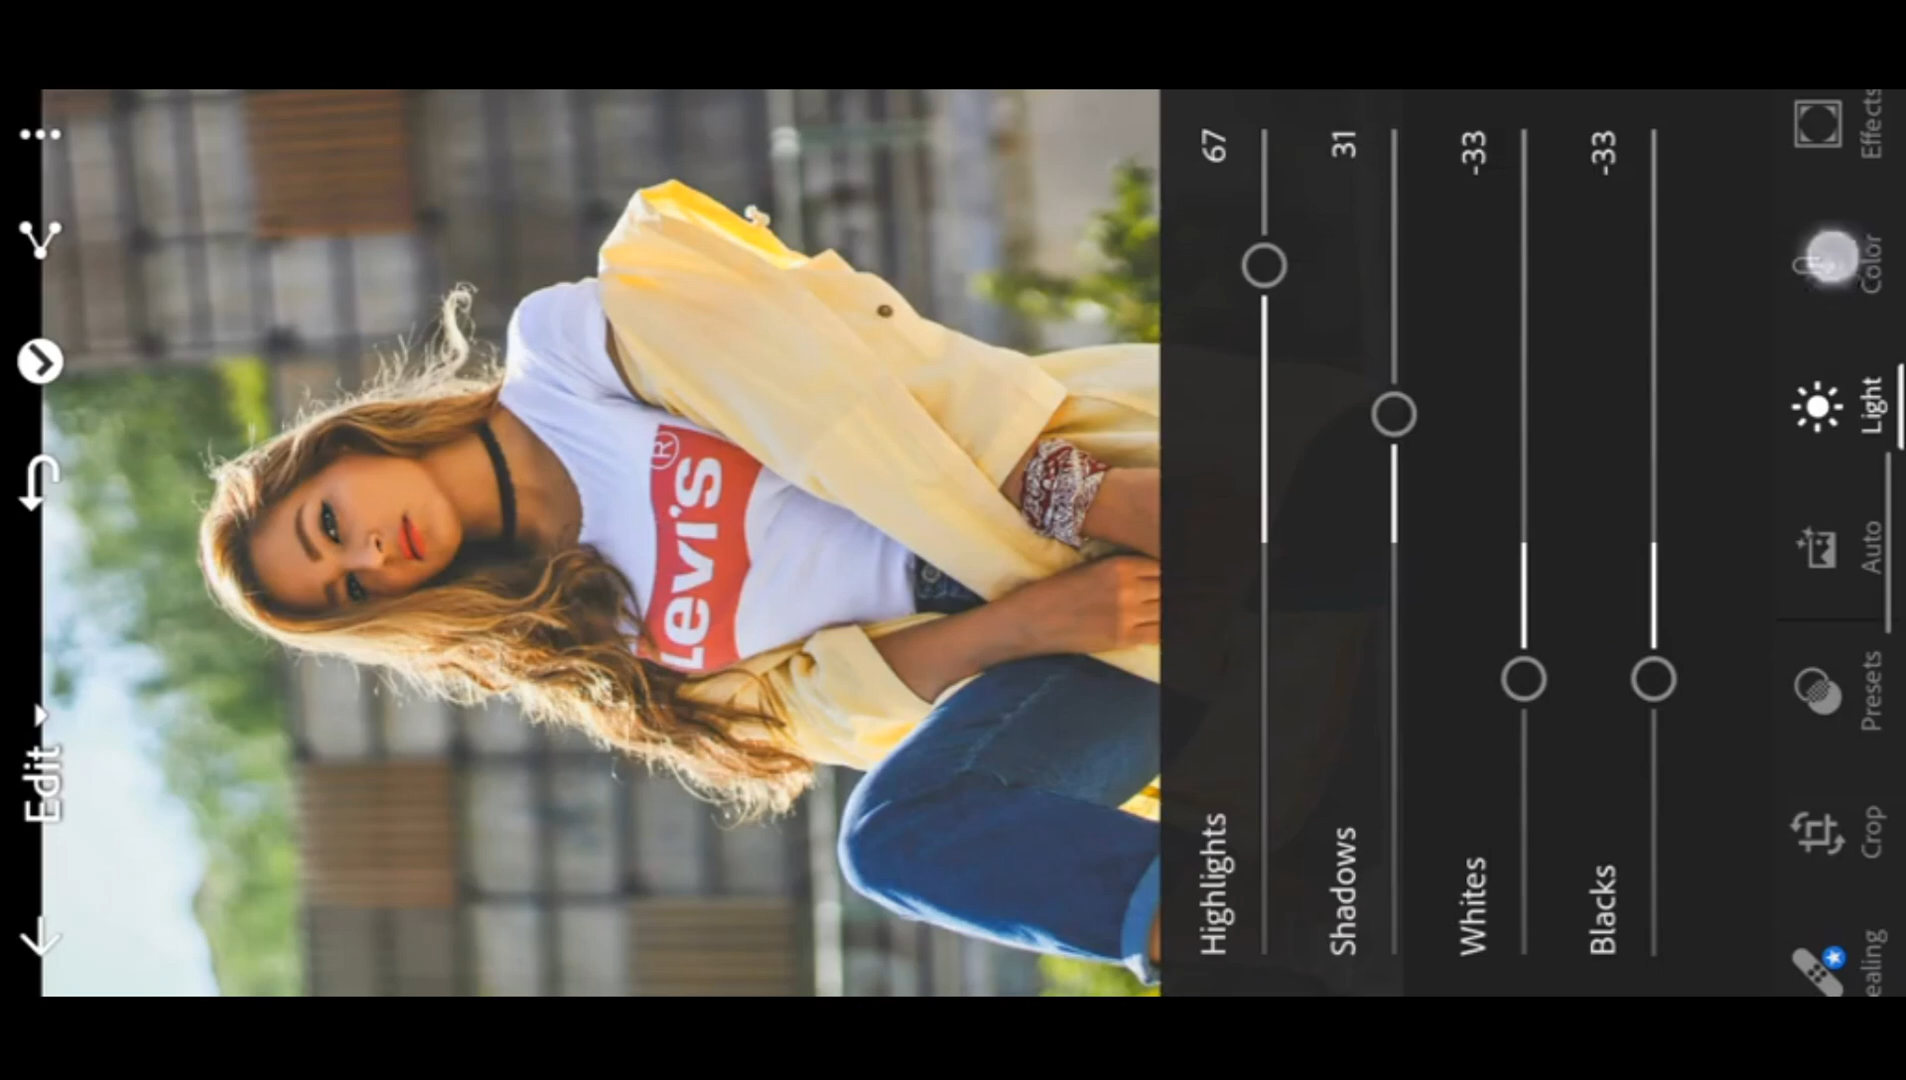 Edit
Levi's
®
Highlights 67
Shadows 31
Whites -33
Blacks -33
ealing
Crop
Presets
Auto
Light
Color
Effects